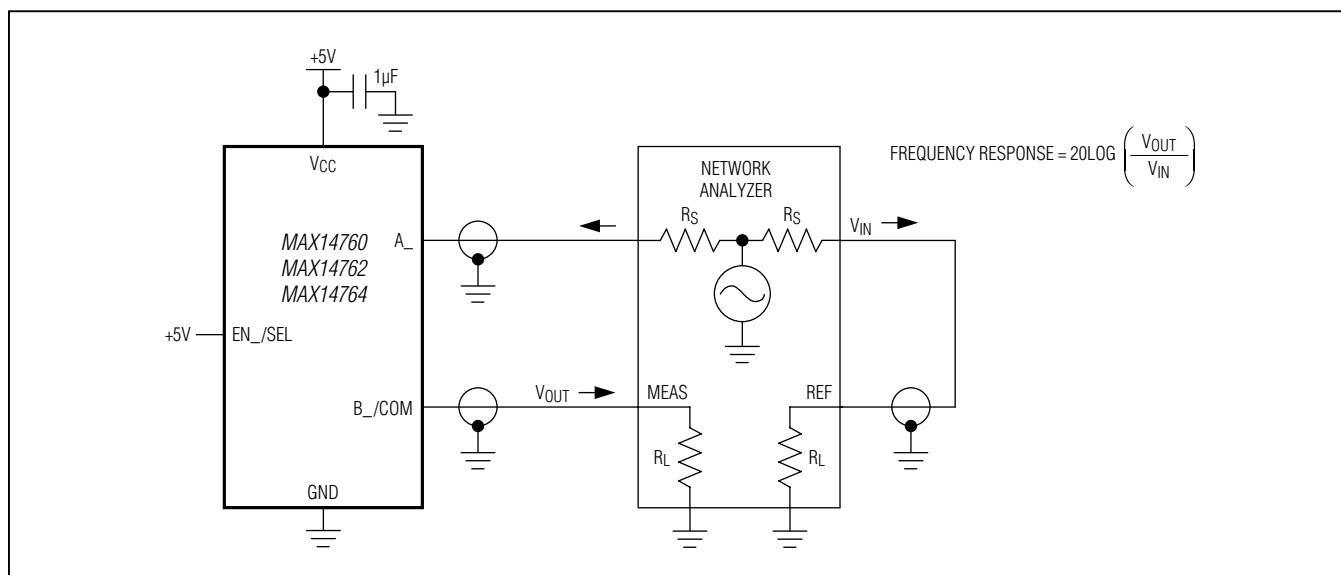 +5V
1µF
VCC
MAX14760
MAX14762
MAX14764
A_
+5V
EN_/SEL
B_/COM
GND
NETWORK
ANALYZER
RS
RS
VIN
VOUT
MEAS
REF
RL
RL
FREQUENCY RESPONSE = 20LOG (VOUT
VIN)